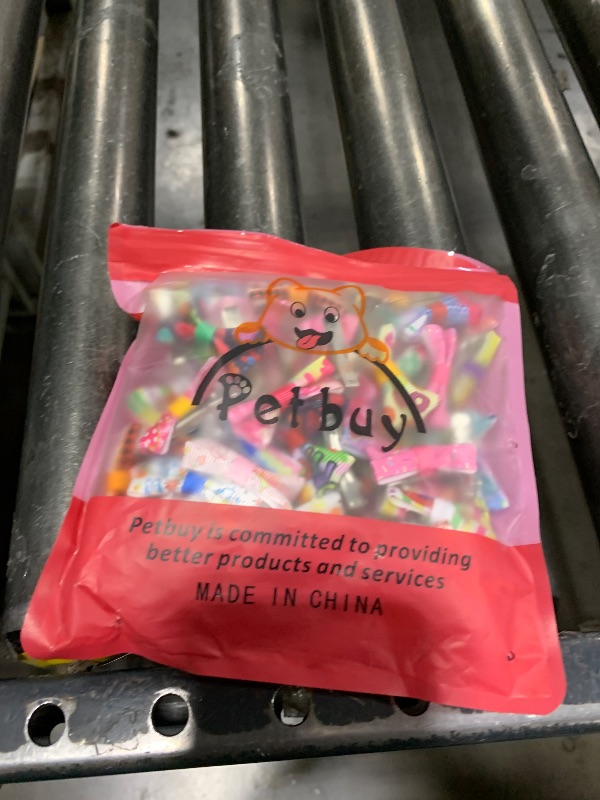 Petbuy
Petbuy is committed to providing
better products and services
MADE IN CHINA